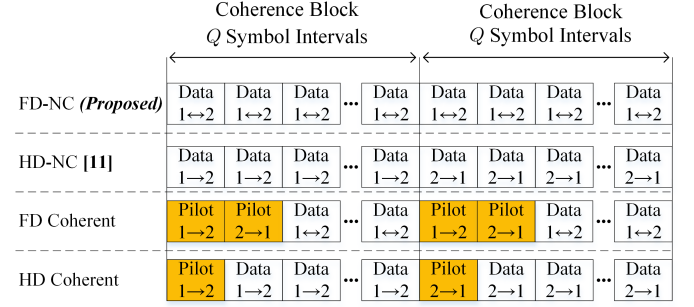 Coherence Block Coherence Block
Q Symbol Intervals Q Symbol Intervals
FD-NC (Proposed) Data 1↔2 Data 1↔2 Data 1↔2 ... Data 1↔2 Data 1↔2 Data 1↔2 Data 1↔2 ... Data 1↔2
HD-NC [11] Data 1→2 Data 1→2 Data 1→2 ... Data 1→2 Data 2→1 Data 2→1 Data 2→1 ... Data 2→1
FD Coherent Pilot 1→2 Pilot 2→1 Data 1↔2 ... Data 1↔2 Pilot 1→2 Pilot 2→1 Data 1↔2 ... Data 1↔2
HD Coherent Pilot 1→2 Data 1→2 Data 1→2 ... Data 1→2 Pilot 2→1 Data 2→1 Data 2→1 ... Data 2→1